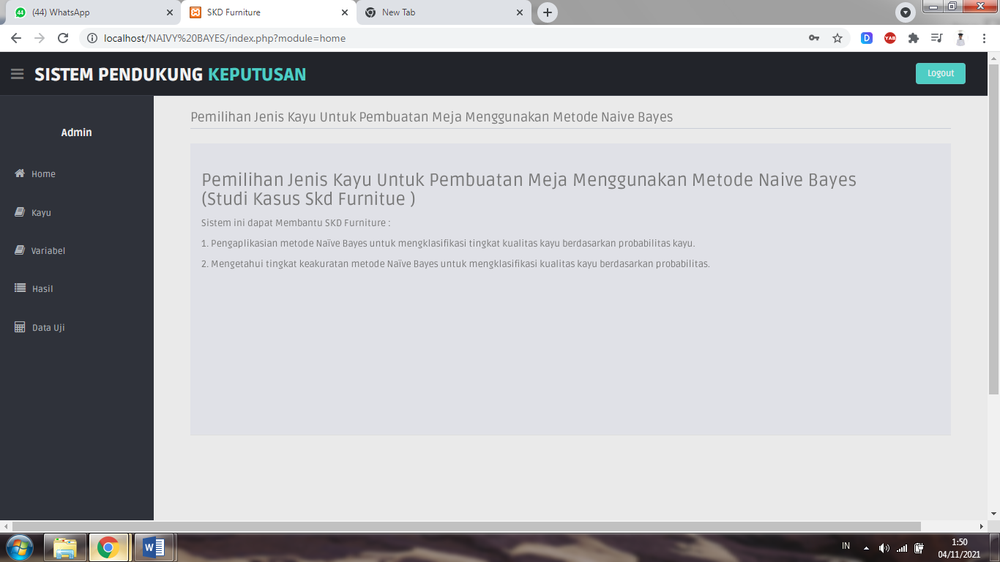 (44) WhatsApp
SKD Furniture
New Tab
localhost/NAIVY%20BAYES/index.php?module=home
SISTEM PENDUKUNG KEPUTUSAN
Logout
Admin
Home
Kayu
Variabel
Hasil
Data Uji
Pemilihan Jenis Kayu Untuk Pembuatan Meja Menggunakan Metode Naive Bayes
Pemilihan Jenis Kayu Untuk Pembuatan Meja Menggunakan Metode Naive Bayes
(Studi Kasus Skd Furnitue )
Sistem ini dapat Membantu SKD Furniture :
1. Pengaplikasian metode Naïve Bayes untuk mengklasifikasi tingkat kualitas kayu berdasarkan probabilitas kayu.
2. Mengetahui tingkat keakuratan metode Naïve Bayes untuk mengklasifikasi kualitas kayu berdasarkan probabilitas.
IN
1:50
04/11/2021